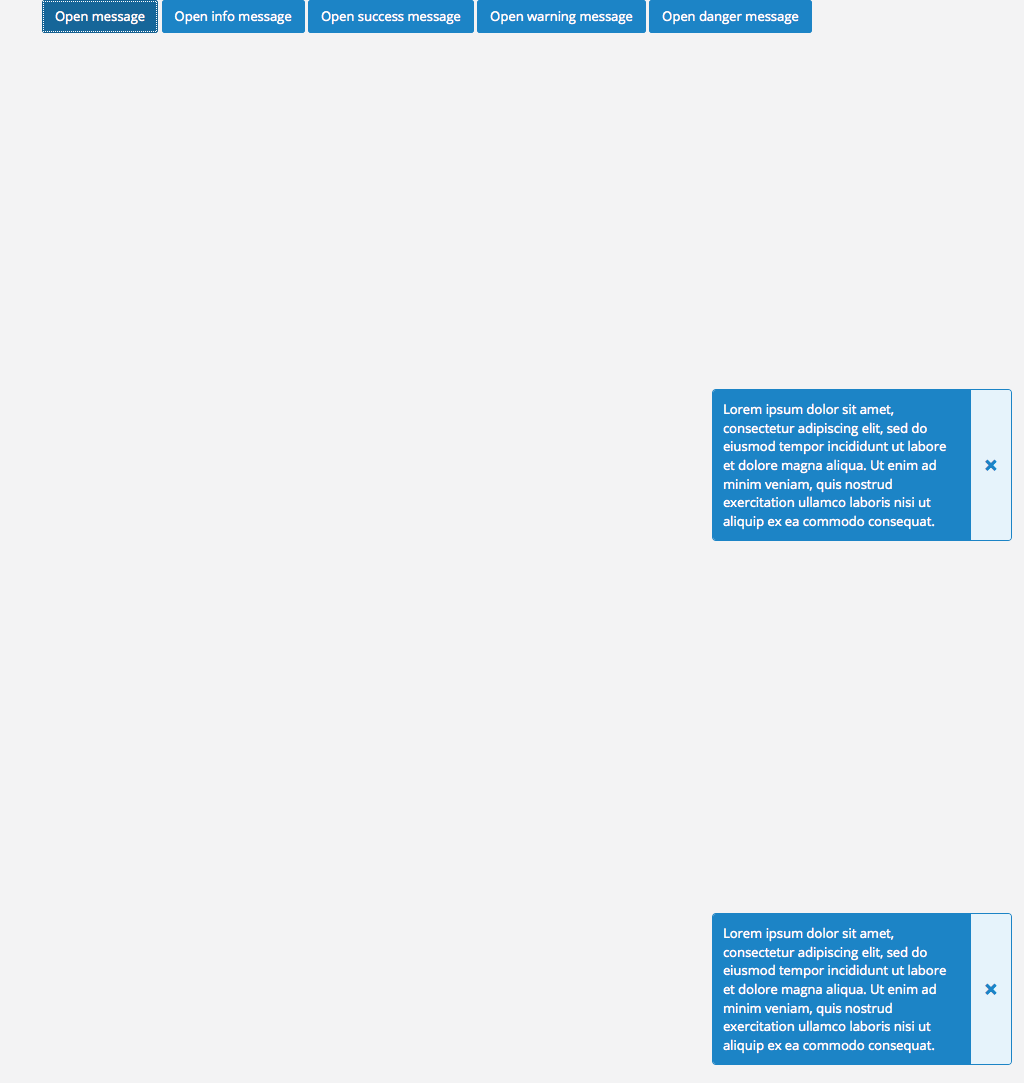 Open message Open info message Open success message Open warning message Open danger message
Lorem ipsum dolor sit amet,
consectetur adipiscing elit, sed do
eiusmod tempor incididunt ut labore
et dolore magna aliqua. Ut enim ad
minim veniam, quis nostrud
exercitation ullamco laboris nisi ut
aliquip ex ea commodo consequat.
Lorem ipsum dolor sit amet,
consectetur adipiscing elit, sed do
eiusmod tempor incididunt ut labore
et dolore magna aliqua. Ut enim ad
minim veniam, quis nostrud
exercitation ullamco laboris nisi ut
aliquip ex ea commodo consequat.